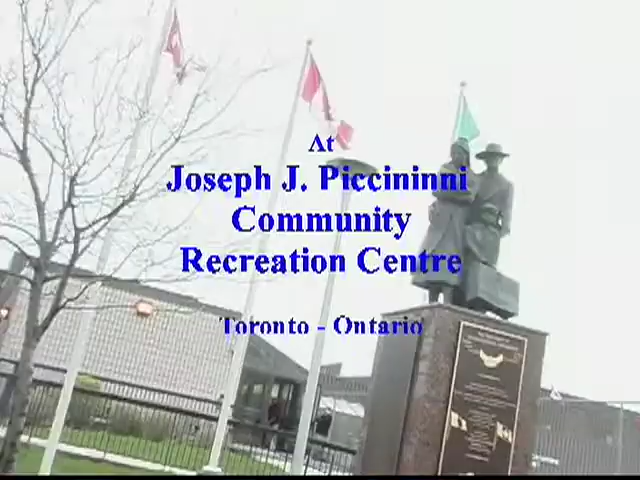 At
Joseph J. Piccininni
Community
Recreation Centre
Toronto - Ontario